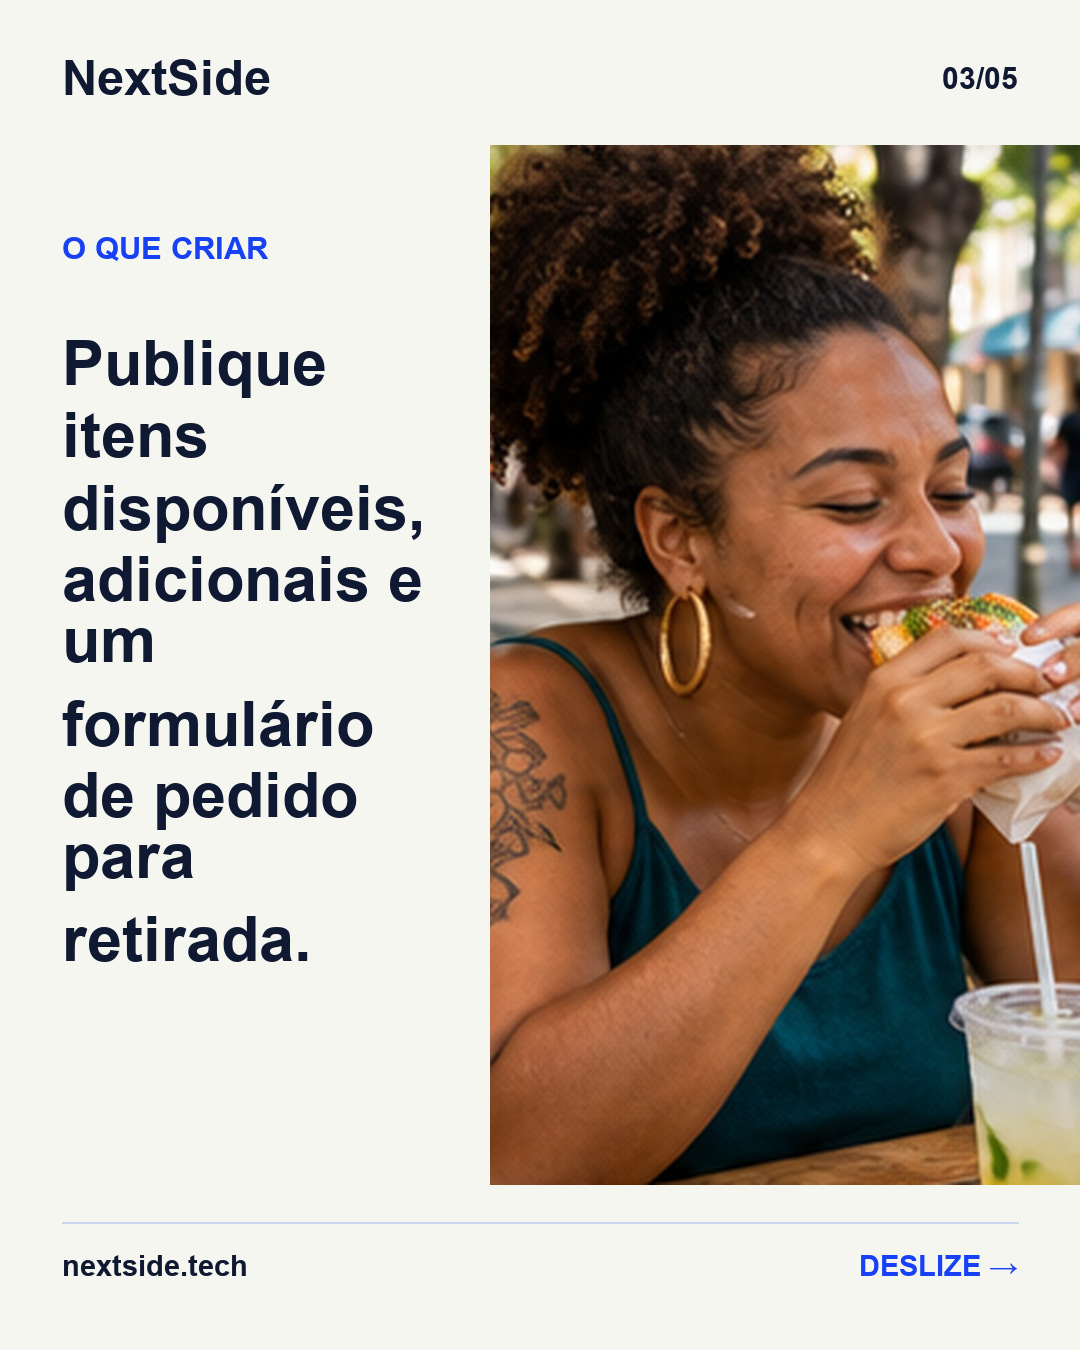 NextSide
03/05
O QUE CRIAR
Publique
itens
disponíveis,
adicionais e
um
formulário
de pedido
para
retirada.
nextside.tech
DESLIZE →